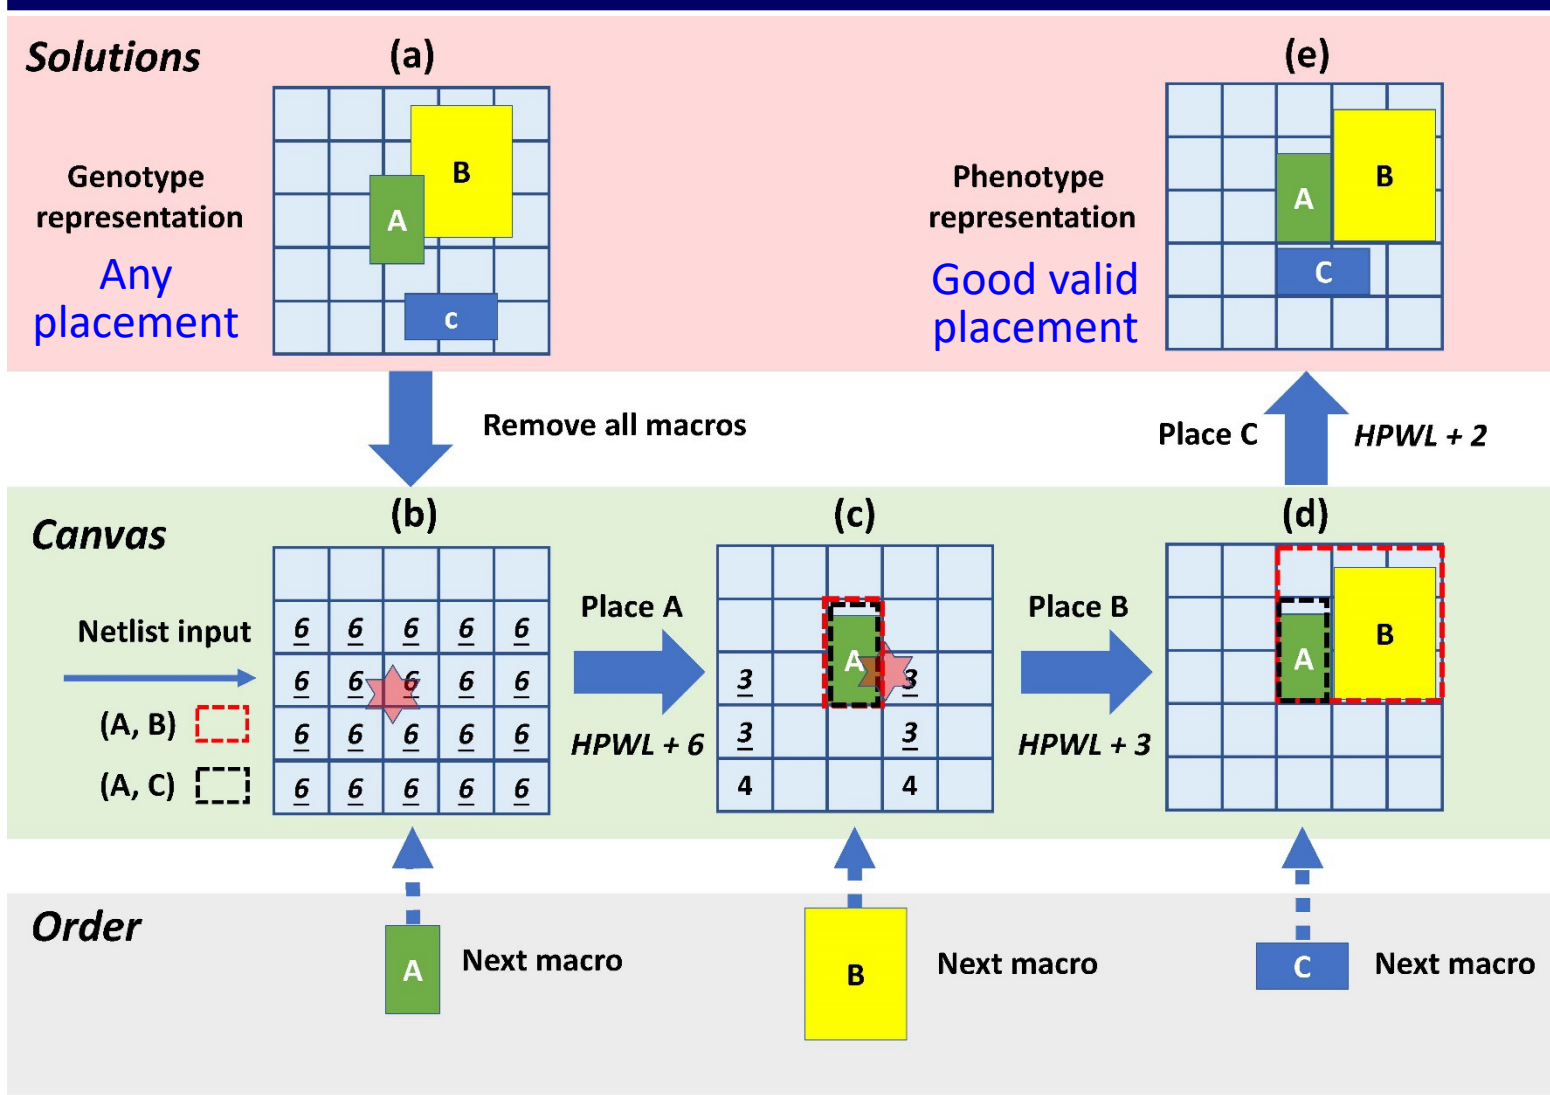 Solutions
(a)
(e)
Genotype
representation
Any
placement
B
A
c
Phenotype
representation
Good valid
placement
B
A
C
Remove all macros
Place C
HPWL + 2
Canvas
(b)
(c)
(d)
Netlist input
(A, B)
(A, C)
6 6 6 6 6
6 6 6 6 6
6 6 6 6 6
6 6 6 6 6
Place A
HPWL + 6
A
3 3
3 3
4 4
Place B
HPWL + 3
B
A
Order
A
Next macro
B
Next macro
C
Next macro